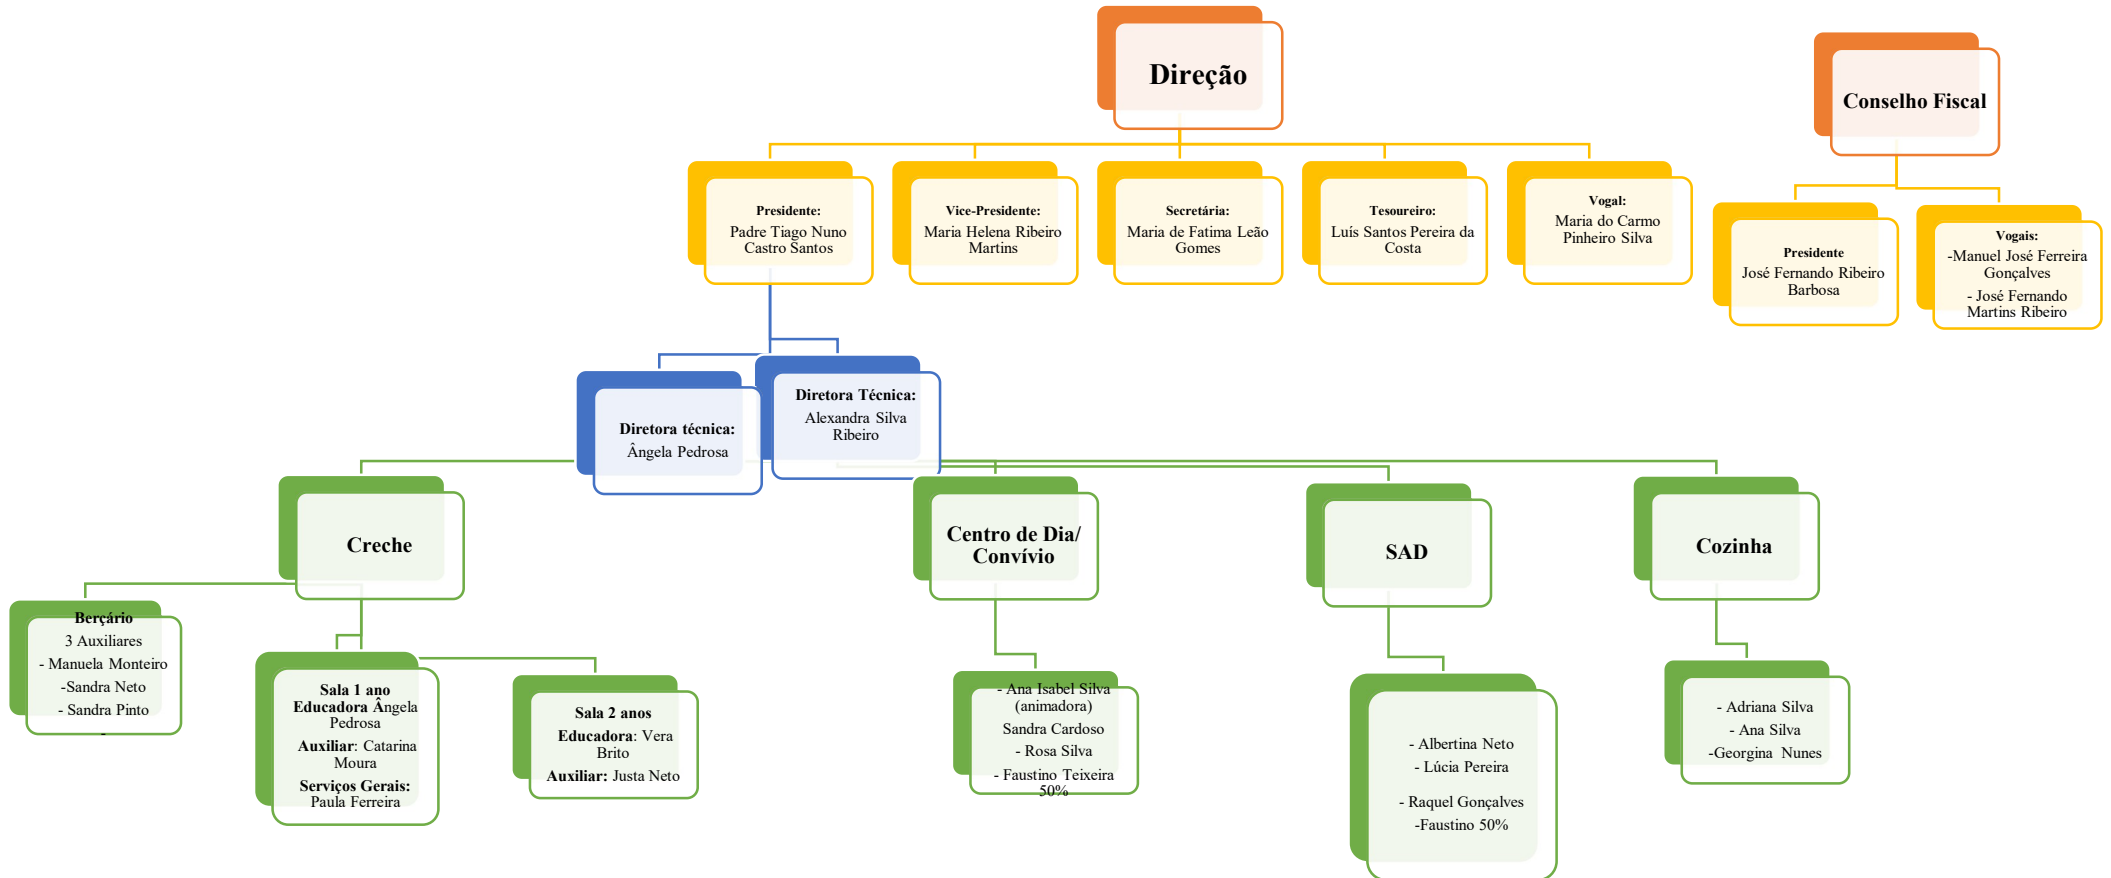 Direção
Conselho Fiscal
Presidente:
Padre Tiago Nuno
Castro Santos
Vice-Presidente:
Maria Helena Ribeiro
Martins
Secretária:
Maria de Fatima Leão
Gomes
Tesoureiro:
Luís Santos Pereira da
Costa
Vogal:
Maria do Carmo
Pinheiro Silva
Presidente
José Fernando Ribeiro
Barbosa
Vogais:
-Manuel José Ferreira
Gonçalves
- José Fernando
Martins Ribeiro
Diretora técnica:
Ângela Pedrosa
Diretora Técnica:
Alexandra Silva
Ribeiro
Creche
Centro de Dia/
Convívio
SAD
Cozinha
Berçário
3 Auxiliares
- Manuela Monteiro
-Sandra Neto
- Sandra Pinto
-
Sala 1 ano
Educadora Ângela
Pedrosa
Auxiliar: Catarina
Moura
Serviços Gerais:
Paula Ferreira
Sala 2 anos
Educadora: Vera
Brito
Auxiliar: Justa Neto
- Ana Isabel Silva
(animadora)
Sandra Cardoso
- Rosa Silva
- Faustino Teixeira
50%
- Albertina Neto
- Lúcia Pereira
- Raquel Gonçalves
-Faustino 50%
- Adriana Silva
- Ana Silva
-Georgina Nunes